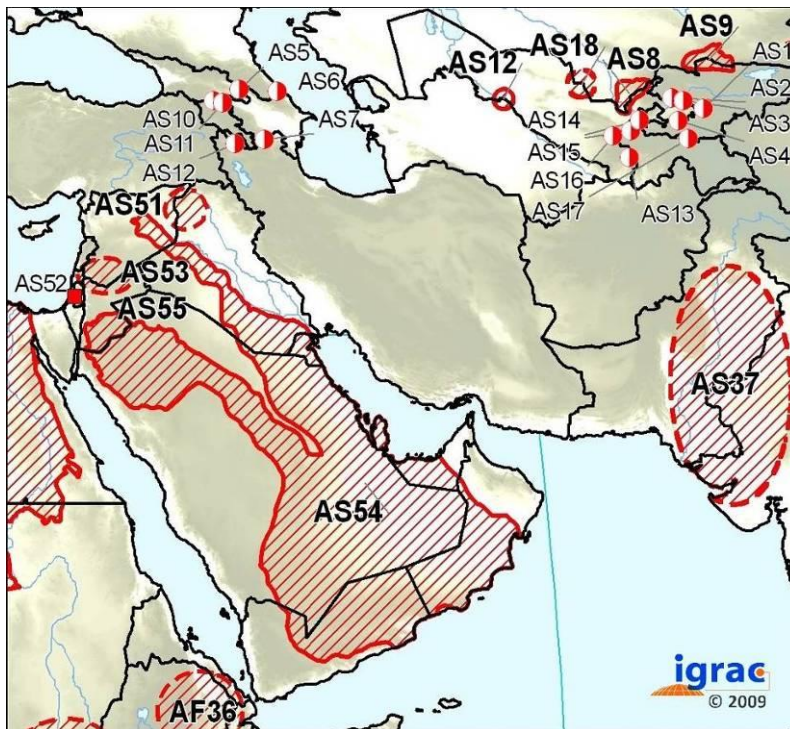 AS5
AS6
AS10
AS7
AS11
AS12
AS51
AS53
AS52
AS55
AS54
AF36
AS9
AS18
AS8
AS12
AS1
AS2
AS14
AS3
AS15
AS4
AS16
AS17
AS13
AS37
igrac
© 2009